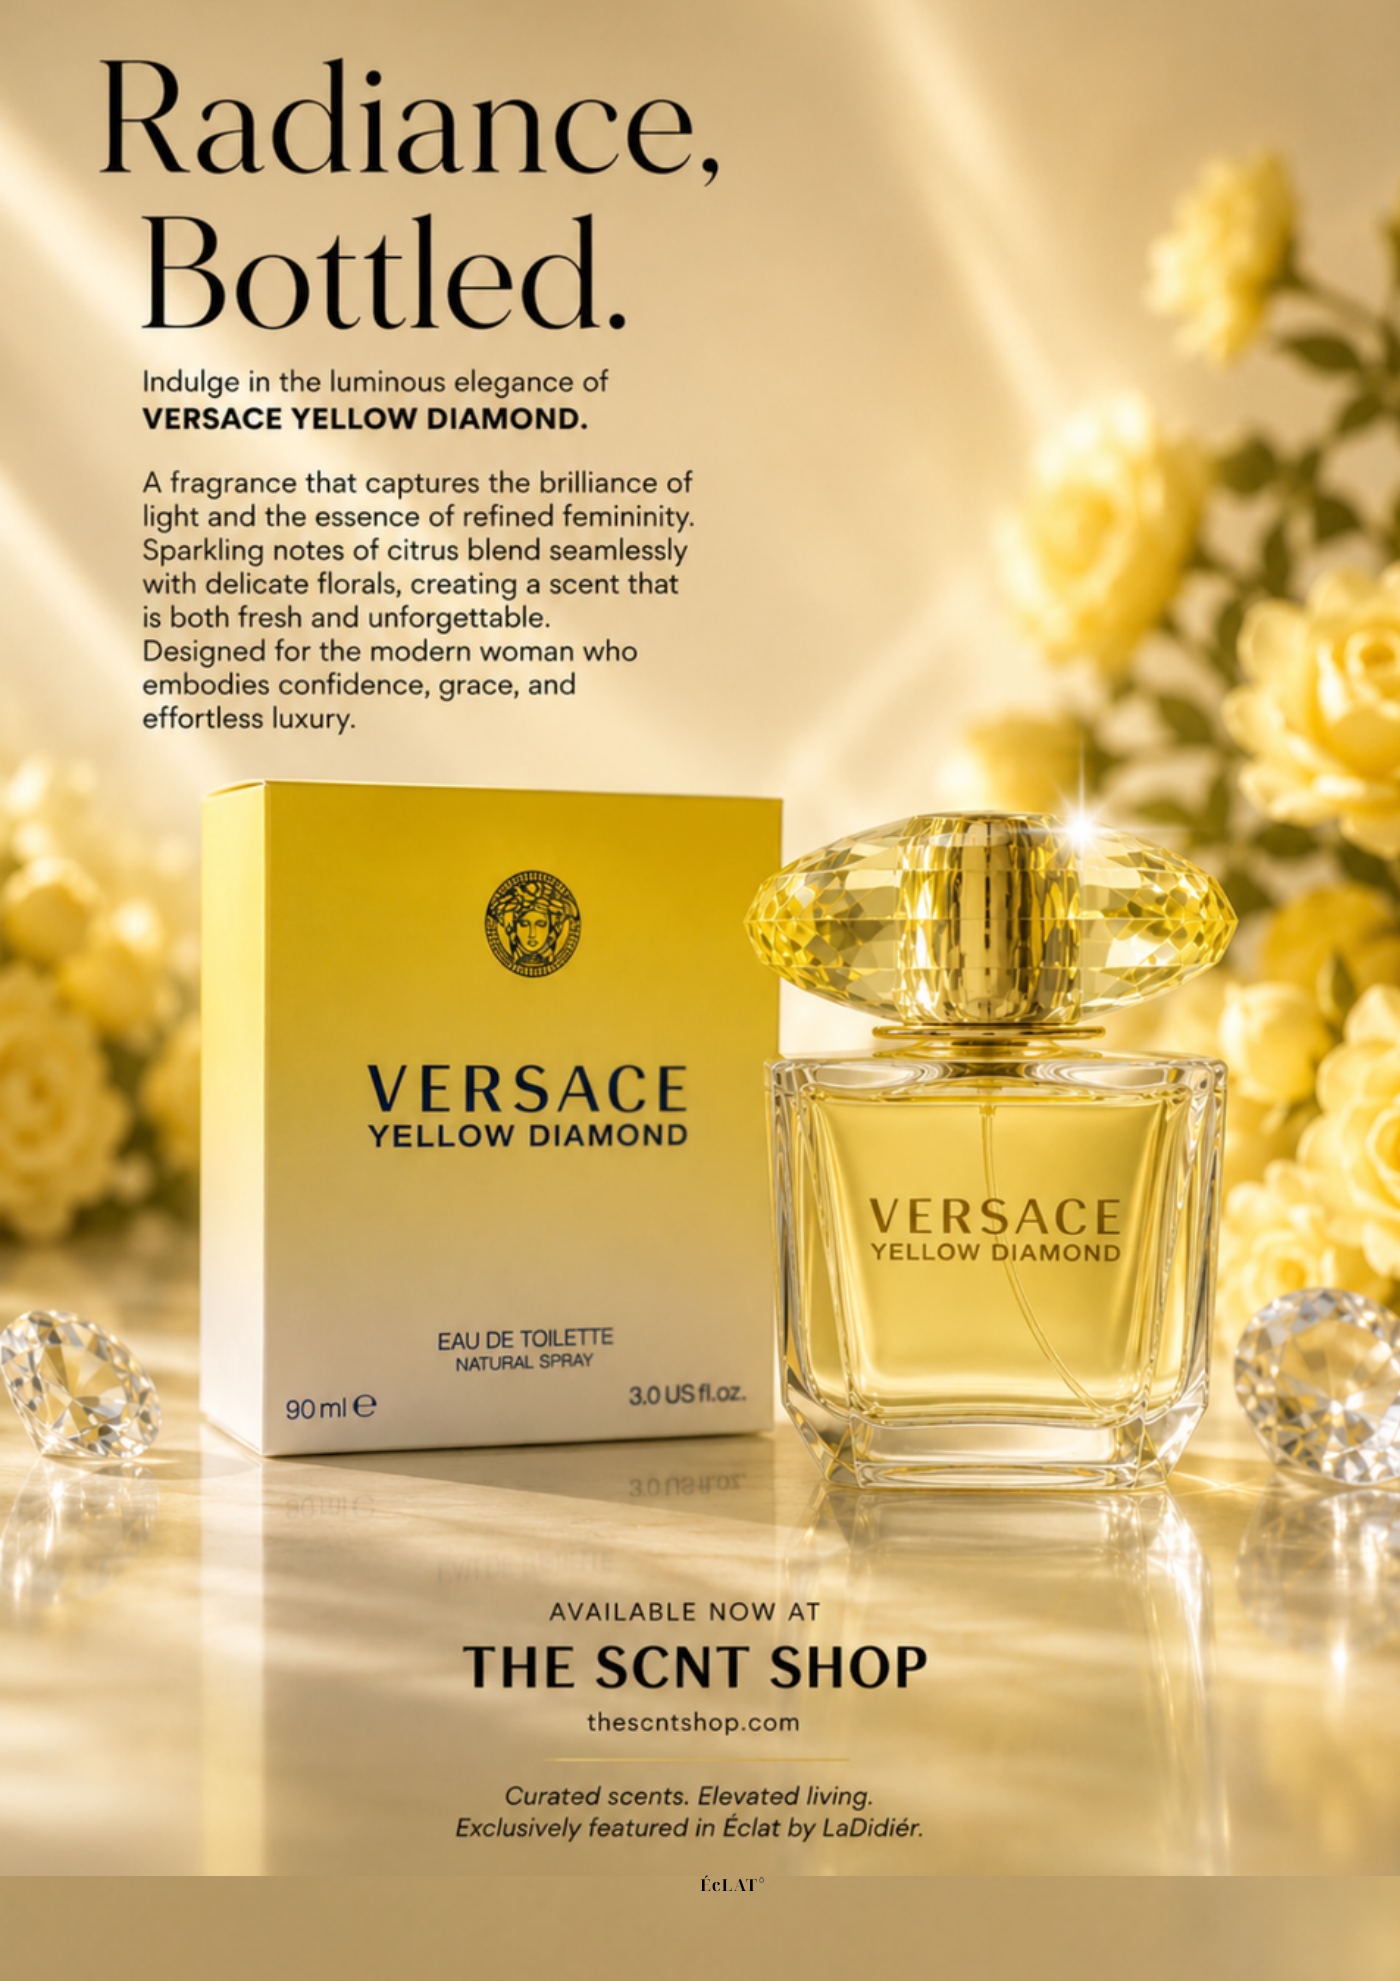 Radiance,
Bottled.
Indulge in the luminous elegance of
VERSACE YELLOW DIAMOND.
A fragrance that captures the brilliance of
light and the essence of refined femininity.
Sparkling notes of citrus blend seamlessly
with delicate florals, creating a scent that
is both fresh and unforgettable.
Designed for the modern woman who
embodies confidence, grace, and
effortless luxury.
VERSACE
YELLOW DIAMOND
EAU DE TOILETTE
NATURAL SPRAY
90 ml ℮
3.0 US fl.oz.
VERSACE
YELLOW DIAMOND
AVAILABLE NOW AT
THE SCNT SHOP
thescntshop.com
Curated scents. Elevated living.
Exclusively featured in Éclat by LaDidiér.
ÉcLAT°